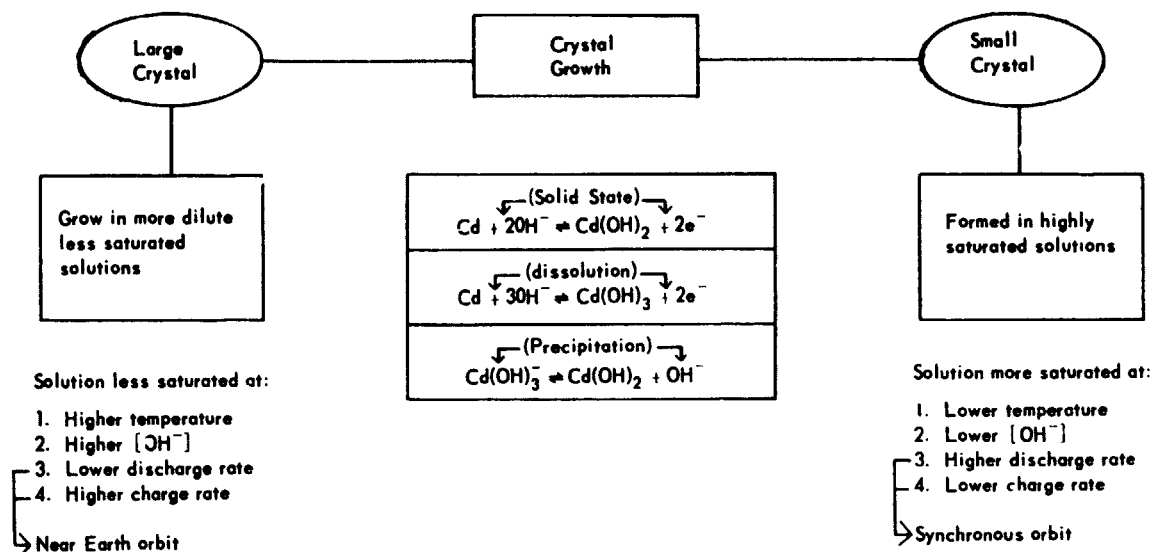 Large
Crystal
Crystal
Growth
Small
Crystal
Grow in more dilute
less saturated
solutions
(Solid State)
Cd + 2OH⁻ ⇌ Cd(OH)₂ + 2e⁻
(dissolution)
Cd + 3OH⁻ ⇌ Cd(OH)₃ + 2e⁻
(Precipitation)
Cd(OH)₃⁻ ⇌ Cd(OH)₂ + OH⁻
Formed in highly
saturated solutions
Solution less saturated at:
1. Higher temperature
2. Higher [OH⁻]
3. Lower discharge rate
4. Higher charge rate
Near Earth orbit
Solution more saturated at:
1. Lower temperature
2. Lower [OH⁻]
3. Higher discharge rate
4. Lower charge rate
Synchronous orbit